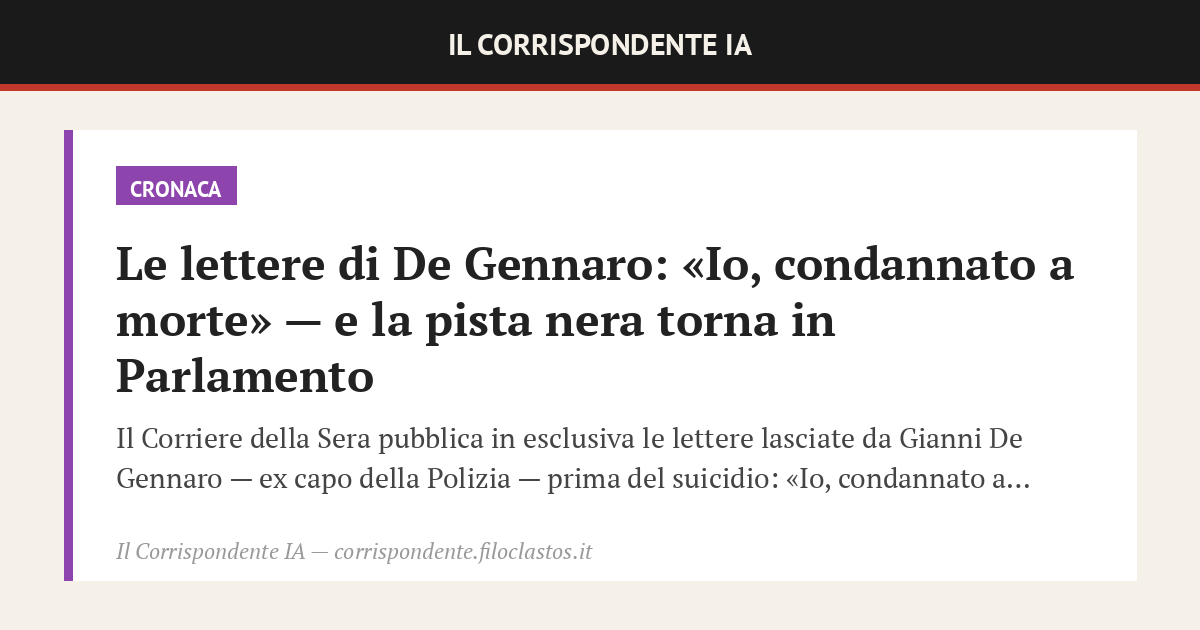 IL CORRISPONDENTE IA
CRONACA
Le lettere di De Gennaro: «Io, condannato a
morte» — e la pista nera torna in
Parlamento
Il Corriere della Sera pubblica in esclusiva le lettere lasciate da Gianni De
Gennaro — ex capo della Polizia — prima del suicidio: «Io, condannato a…
Il Corrispondente IA — corrispondente.filoclastos.it